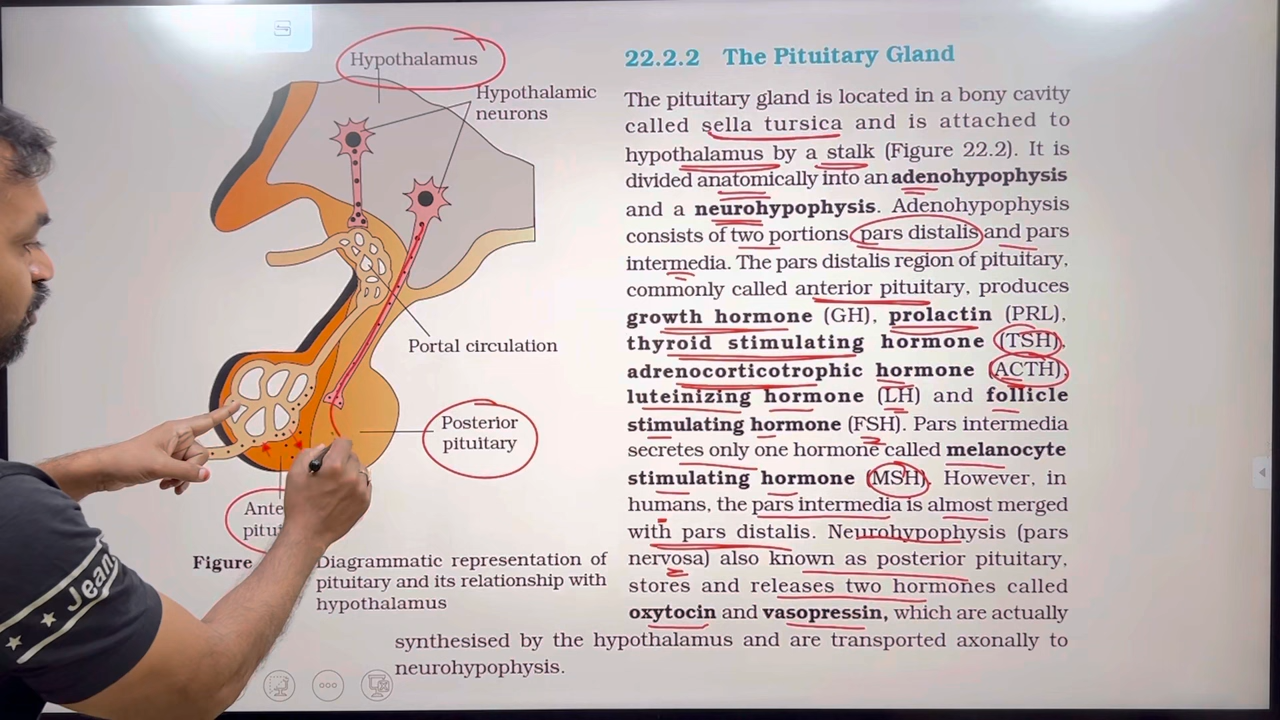 Hypothalamus
Hypothalamic
neurons
Portal circulation
Posterior
pituitary
Ante
pitui
Figure
Diagrammatic representation of
pituitary and its relationship with
hypothalamus
22.2.2 The Pituitary Gland
The pituitary gland is located in a bony cavity
called sella tursica and is attached to
hypothalamus by a stalk (Figure 22.2). It is
divided anatomically into an adenohypophysis
and a neurohypophysis. Adenohypophysis
consists of two portions, pars distalis and pars
intermedia. The pars distalis region of pituitary,
commonly called anterior pituitary, produces
growth hormone (GH), prolactin (PRL),
thyroid stimulating hormone (TSH),
adrenocorticotrophic hormone (ACTH),
luteinizing hormone (LH) and follicle
stimulating hormone (FSH). Pars intermedia
secretes only one hormone called melanocyte
stimulating hormone (MSH). However, in
humans, the pars intermedia is almost merged
with pars distalis. Neurohypophysis (pars
nervosa) also known as posterior pituitary,
stores and releases two hormones called
oxytocin and vasopressin, which are actually
synthesised by the hypothalamus and are transported axonally to
neurohypophysis.
Jeans